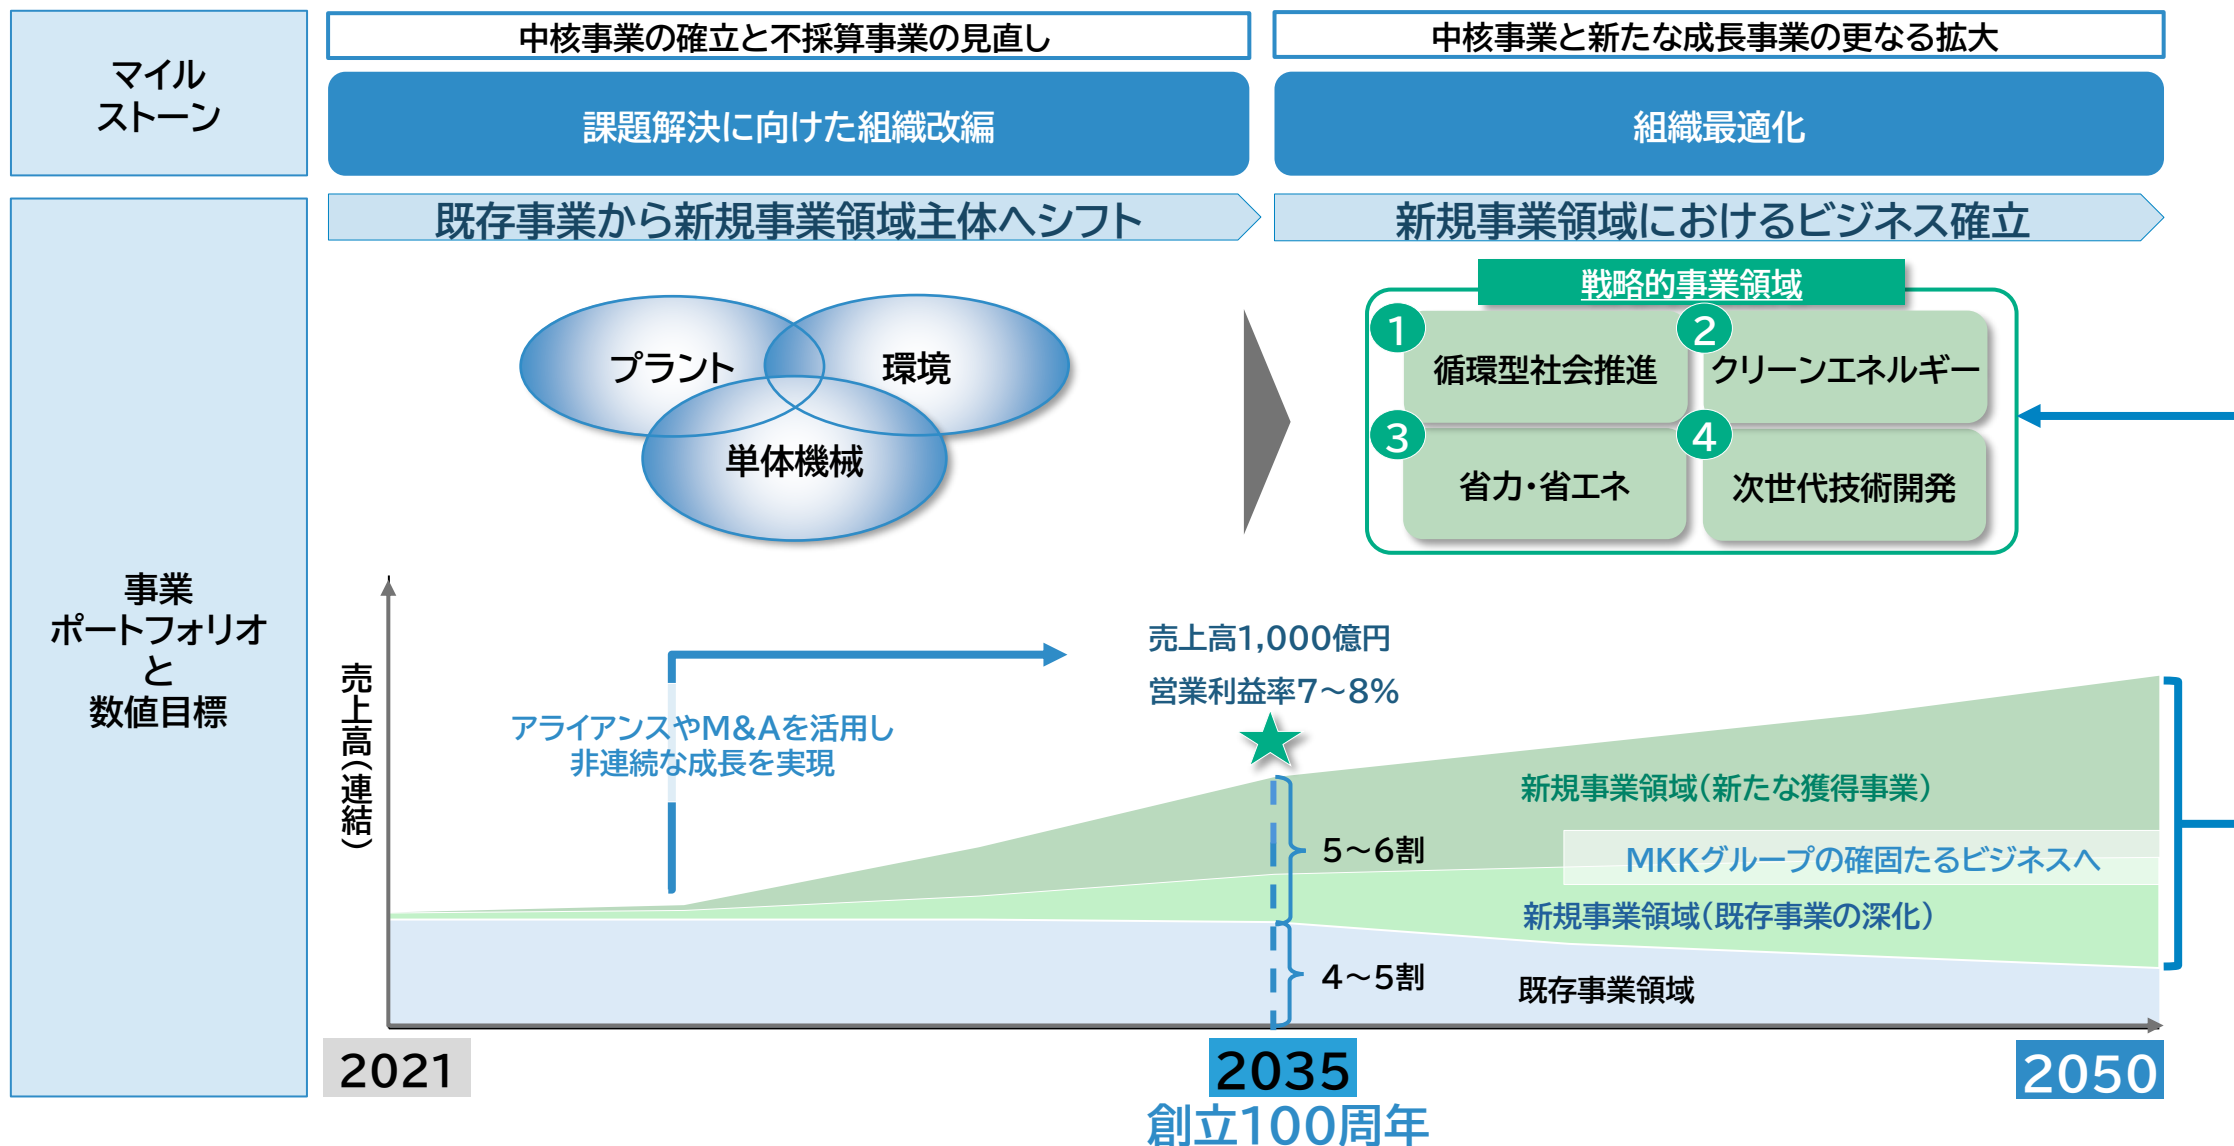 マイル
ストーン
中核事業の確立と不採算事業の見直し
中核事業と新たな成長事業の更なる拡大
課題解決に向けた組織改編
組織最適化
事業
ポートフォリオ
と
数値目標
既存事業から新規事業領域主体へシフト
新規事業領域におけるビジネス確立
プラント
環境
単体機械
戦略的事業領域
1
循環型社会推進
2
クリーンエネルギー
3
省力・省エネ
4
次世代技術開発
売上高(連結)
アライアンスやM&Aを活用し
非連続な成長を実現
売上高1,000億円
営業利益率7～8%
5～6割
4～5割
新規事業領域(新たな獲得事業)
MKKグループの確固たるビジネスへ
新規事業領域(既存事業の深化)
既存事業領域
2021
2035
2050
創立100周年